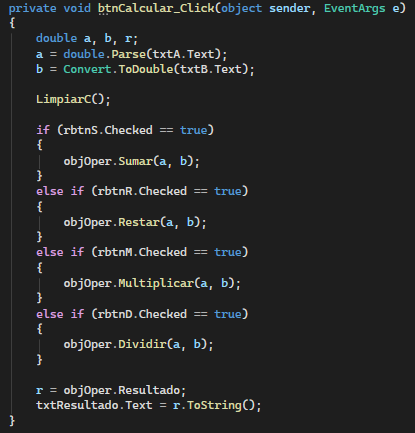 private void btnCalcular_Click(object sender, EventArgs e)
{
    double a, b, r;
    a = double.Parse(txtA.Text);
    b = Convert.ToDouble(txtB.Text);

    LimpiarC();

    if (rbtnS.Checked == true)
    {
        objOper.Sumar(a, b);
    }
    else if (rbtnR.Checked == true)
    {
        objOper.Restar(a, b);
    }
    else if (rbtnM.Checked == true)
    {
        objOper.Multiplicar(a, b);
    }
    else if (rbtnD.Checked == true)
    {
        objOper.Dividir(a, b);
    }

    r = objOper.Resultado;
    txtResultado.Text = r.ToString();
}